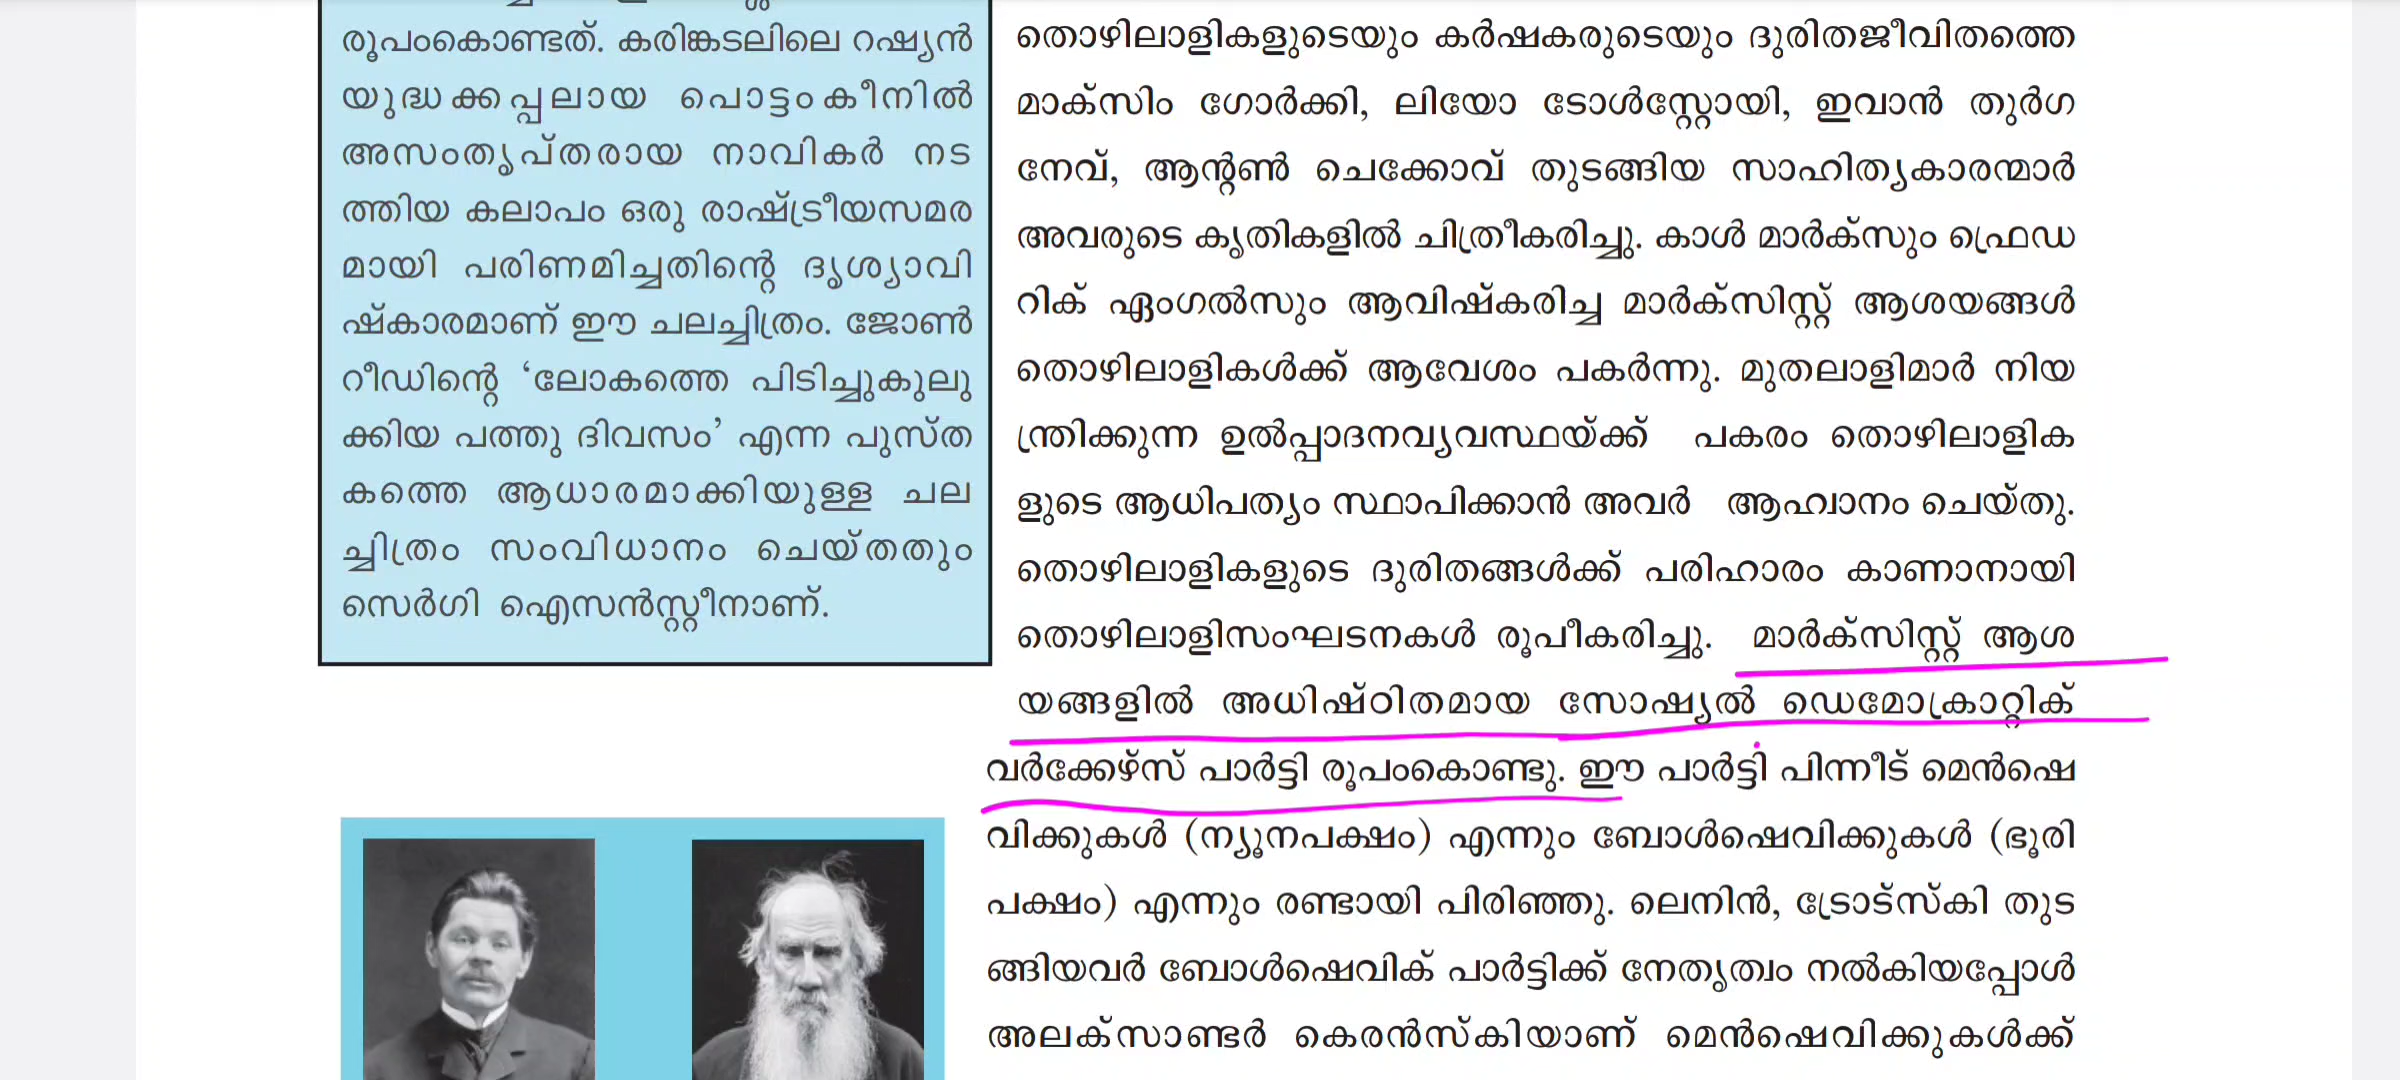 രൂപംകൊണ്ടത്. കരിങ്കടലിലെ റഷ്യൻ
യുദ്ധക്കപ്പലായ പൊട്ടംകീനിൽ
അസംതൃപ്തരായ നാവികർ നട
ത്തിയ കലാപം ഒരു രാഷ്ട്രീയസമര
മായി പരിണമിച്ചതിന്റെ ദൃശ്യാവി
ഷ്കാരമാണ് ഈ ചലച്ചിത്രം. ജോൺ
റീഡിന്റെ ‘ലോകത്തെ പിടിച്ചുകുലു
ക്കിയ പത്തു ദിവസം’ എന്ന പുസ്ത
കത്തെ ആധാരമാക്കിയുള്ള ചല
ച്ചിത്രം സംവിധാനം ചെയ്തതും
സെർഗി ഐസൻസ്റ്റീനാണ്.
തൊഴിലാളികളുടെയും കർഷകരുടെയും ദുരിതജീവിതത്തെ
മാക്സിം ഗോർക്കി, ലിയോ ടോൾസ്റ്റോയി, ഇവാൻ തുർഗ
നേവ്, ആന്റൺ ചെക്കോവ് തുടങ്ങിയ സാഹിത്യകാരന്മാർ
അവരുടെ കൃതികളിൽ ചിത്രീകരിച്ചു. കാൾ മാർക്സും ഫ്രെഡ
റിക് ഏംഗൽസും ആവിഷ്കരിച്ച മാർക്സിസ്റ്റ് ആശയങ്ങൾ
തൊഴിലാളികൾക്ക് ആവേശം പകർന്നു. മുതലാളിമാർ നിയ
ന്ത്രിക്കുന്ന ഉൽപ്പാദനവ്യവസ്ഥയ്ക്ക് പകരം തൊഴിലാളിക
ളുടെ ആധിപത്യം സ്ഥാപിക്കാൻ അവർ ആഹ്വാനം ചെയ്തു.
തൊഴിലാളികളുടെ ദുരിതങ്ങൾക്ക് പരിഹാരം കാണാനായി
തൊഴിലാളിസംഘടനകൾ രൂപീകരിച്ചു. മാർക്സിസ്റ്റ് ആശ
യങ്ങളിൽ അധിഷ്ഠിതമായ സോഷ്യൽ ഡെമോക്രാറ്റിക്
വർക്കേഴ്സ് പാർട്ടി രൂപംകൊണ്ടു. ഈ പാർട്ടി പിന്നീട് മെൻഷെ
വിക്കുകൾ (ന്യൂനപക്ഷം) എന്നും ബോൾഷെവിക്കുകൾ (ഭൂരി
പക്ഷം) എന്നും രണ്ടായി പിരിഞ്ഞു. ലെനിൻ, ട്രോട്സ്കി തുട
ങ്ങിയവർ ബോൾഷെവിക് പാർട്ടിക്ക് നേതൃത്വം നൽകിയപ്പോൾ
അലക്സാണ്ടർ കെരൻസ്കിയാണ് മെൻഷെവിക്കുകൾക്ക്